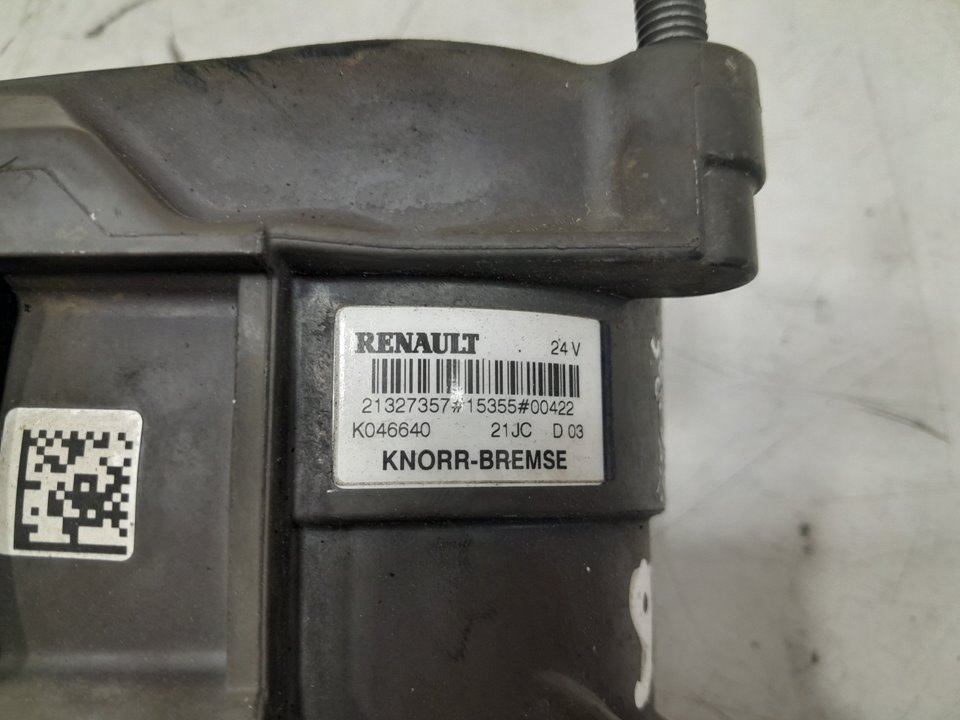 RENAULT 24 V
21327357#15355#00422
K046640 21JC D 03
KNORR-BREMSE